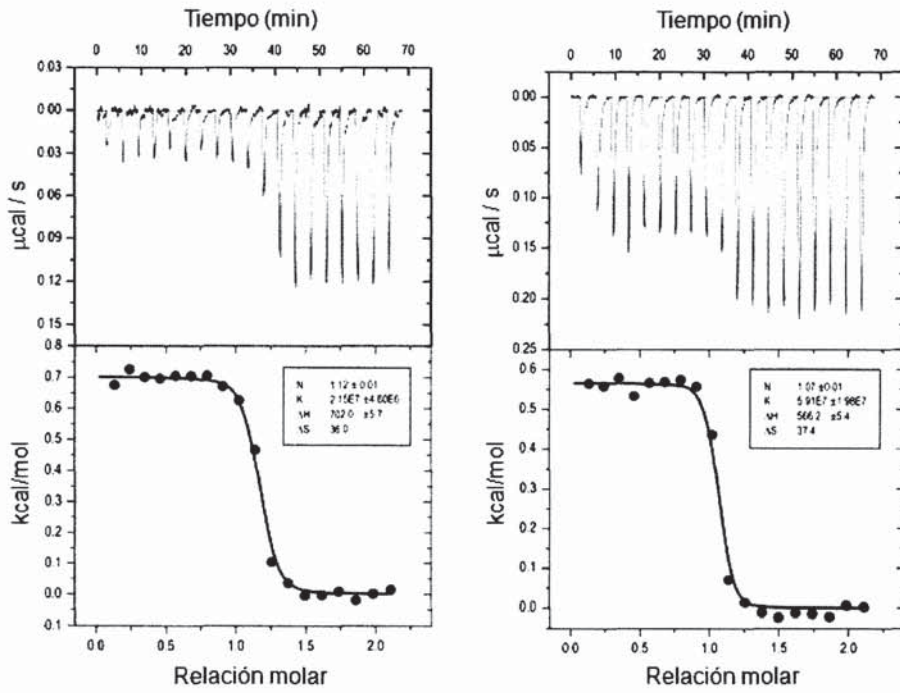 Tiempo (min)
0 10 20 30 40 50 60 70
0.03
0.00
0.03
0.06
0.09
0.12
0.15
µcal / s
0.8
0.7
0.6
0.5
0.4
0.3
0.2
0.1
0.0
-0.1
kcal/mol
N 1.12 ±0.01
K 2.15E7 ±4.60E6
ΔH 702.0 ±5.7
ΔS 36.0
0.0 0.5 1.0 1.5 2.0
Relación molar
Tiempo (min)
0 10 20 30 40 50 60 70
0.00
0.05
0.10
0.15
0.20
0.25
µcal / s
0.6
0.5
0.4
0.3
0.2
0.1
0.0
kcal/mol
N 1.07 ±0.01
K 5.91E7 ±1.98E7
ΔH 566.2 ±5.4
ΔS 37.4
0.0 0.5 1.0 1.5 2.0
Relación molar